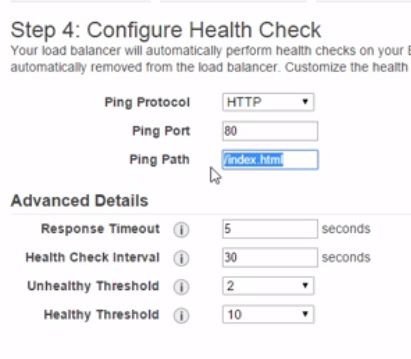 Step 4: Configure Health Check
Your load balancer will automatically perform health checks on your
automatically removed from the load balancer. Customize the health
Ping Protocol HTTP
Ping Port 80
Ping Path /index.html
Advanced Details
Response Timeout i 5 seconds
Health Check Interval i 30 seconds
Unhealthy Threshold i 2
Healthy Threshold i 10